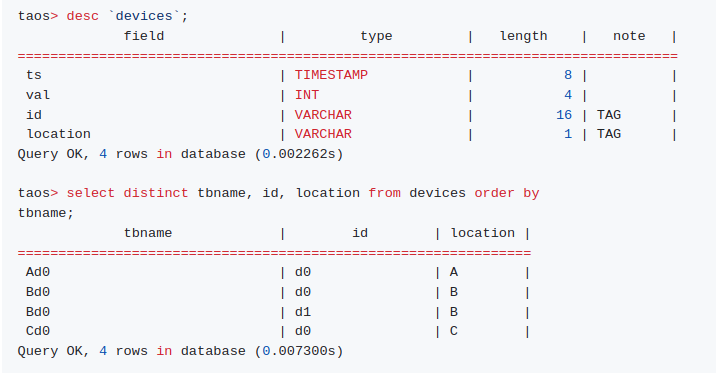 taos> desc `devices`;
field | type | length | note |
=================================================================================
ts | TIMESTAMP | 8 | |
val | INT | 4 | |
id | VARCHAR | 16 | TAG |
location | VARCHAR | 1 | TAG |
Query OK, 4 rows in database (0.002262s)
taos> select distinct tbname, id, location from devices order by
tbname;
tbname | id | location |
===============================================================
Ad0 | d0 | A |
Bd0 | d0 | B |
Bd0 | d1 | B |
Cd0 | d0 | C |
Query OK, 4 rows in database (0.007300s)